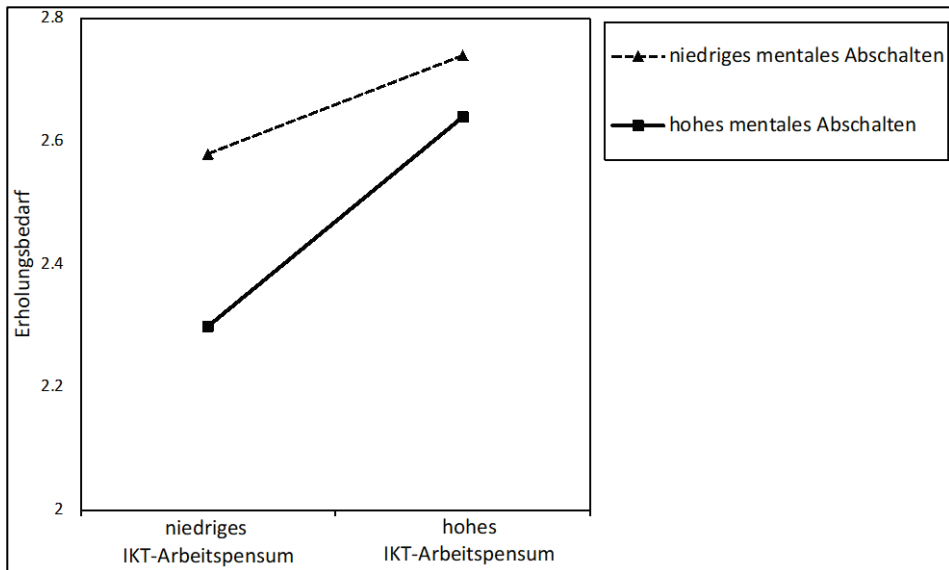 2.8
2.6
2.4
2.2
2
Erholungsbedarf
niedriges
IKT-Arbeitspensum
hohes
IKT-Arbeitspensum
niedriges mentales Abschalten
hohes mentales Abschalten